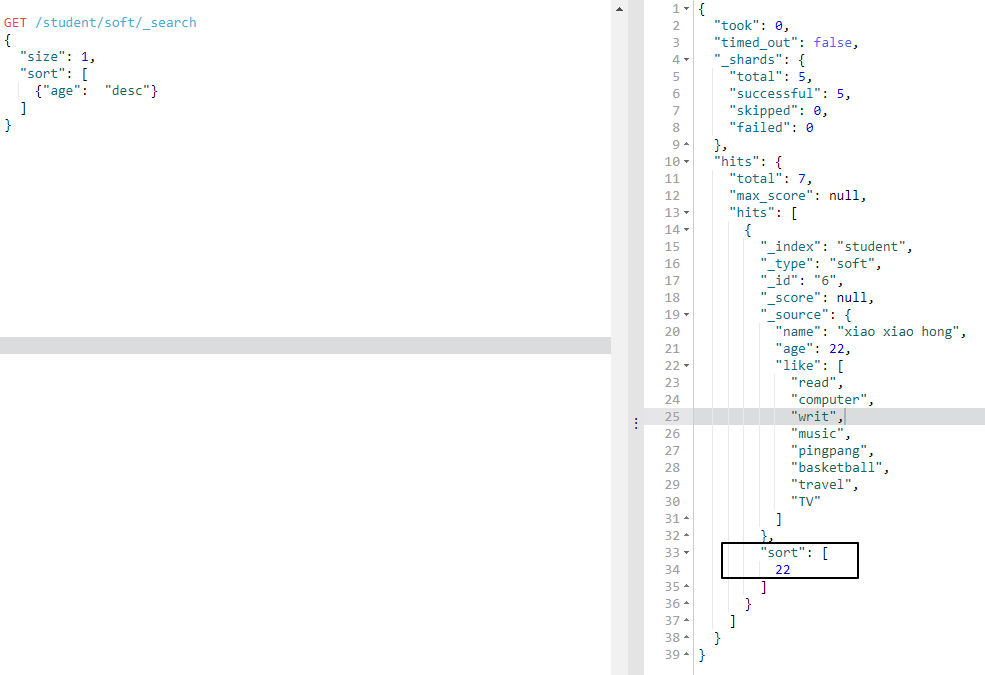 GET /student/soft/_search
{
  "size": 1,
  "sort": [
    {"age":  "desc"}
  ]
}
1 {
2   "took": 0,
3   "timed_out": false,
4   "_shards": {
5     "total": 5,
6     "successful": 5,
7     "skipped": 0,
8     "failed": 0
9   },
10   "hits": {
11     "total": 7,
12     "max_score": null,
13     "hits": [
14       {
15         "_index": "student",
16         "_type": "soft",
17         "_id": "6",
18         "_score": null,
19         "_source": {
20           "name": "xiao xiao hong",
21           "age": 22,
22           "like": [
23             "read",
24             "computer",
25             "writ",
26             "music",
27             "pingpang",
28             "basketball",
29             "travel",
30             "TV"
31           ]
32         },
33         "sort": [
34           22
35         ]
36       }
37     ]
38   }
39 }